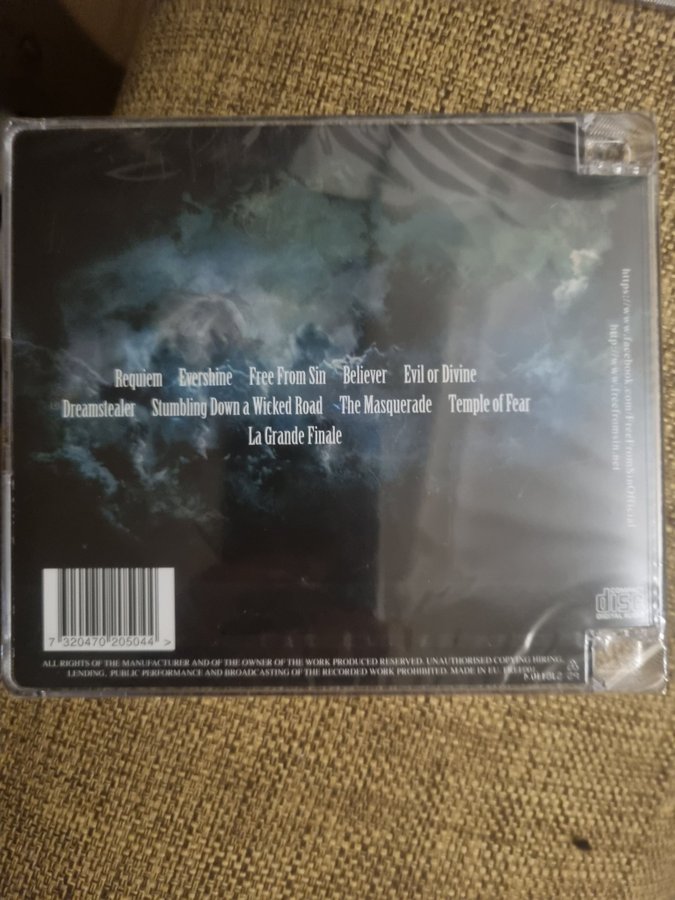 Requiem Evershine Free From Sin Believer Evil or Divine
Dreamstealer Stumbling Down a Wicked Road The Masquerade Temple of Fear
La Grande Finale
https://www.facebook.com/FreeFromSinOfficial
http://www.freefromsin.net
7 320470 205044 >
disc
ALL RIGHTS OF THE MANUFACTURER AND OF THE OWNER OF THE WORK PRODUCED RESERVED. UNAUTHORISED COPYING HIRING,
LENDING, PUBLIC PERFORMANCE AND BROADCASTING OF THE RECORDED WORK PROHIBITED. MADE IN EU